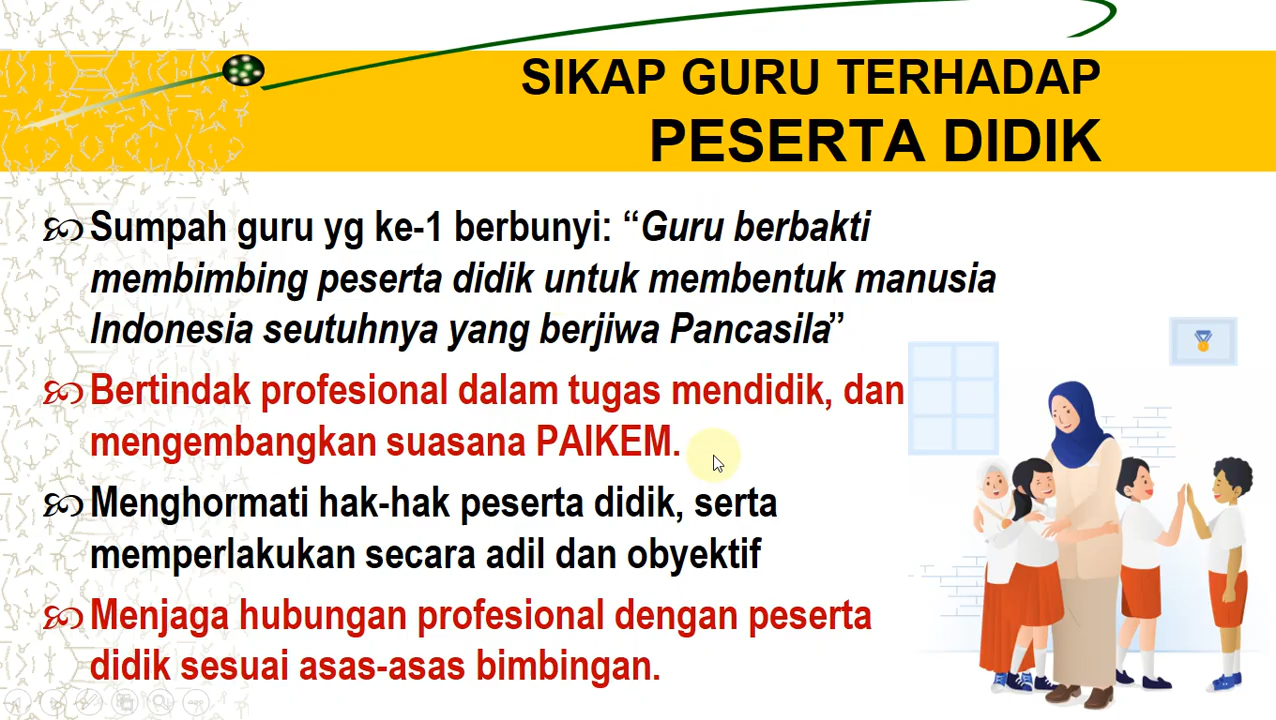 SIKAP GURU TERHADAP
PESERTA DIDIK
Sumpah guru yg ke-1 berbunyi: “Guru berbakti
membimbing peserta didik untuk membentuk manusia
Indonesia seutuhnya yang berjiwa Pancasila”
Bertindak profesional dalam tugas mendidik, dan
mengembangkan suasana PAIKEM.
Menghormati hak-hak peserta didik, serta
memperlakukan secara adil dan obyektif
Menjaga hubungan profesional dengan peserta
didik sesuai asas-asas bimbingan.